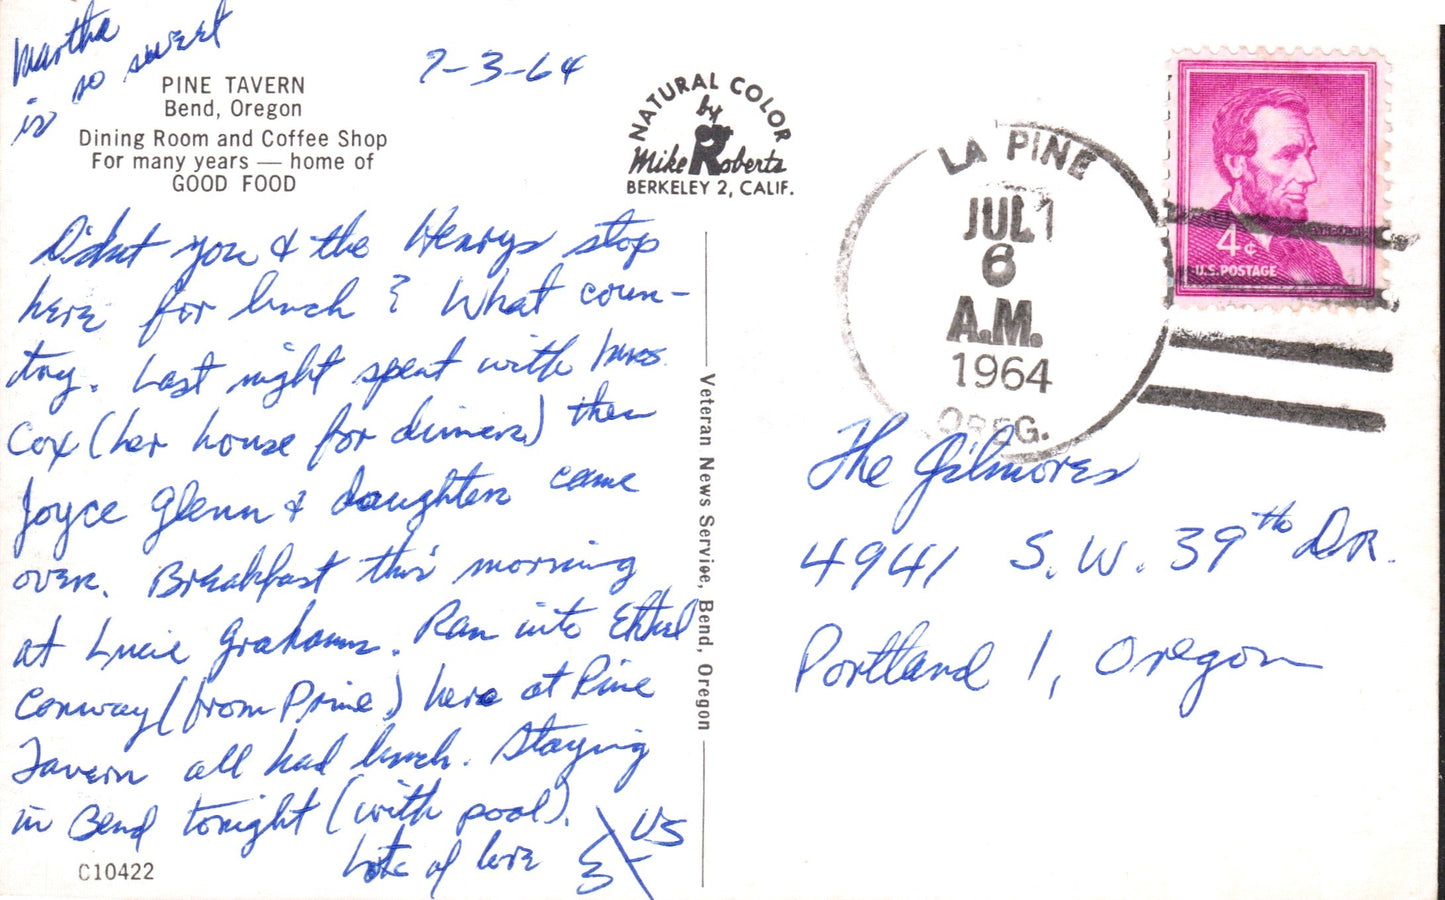 Martha
is so sweet
PINE TAVERN
Bend, Oregon
Dining Room and Coffee Shop
For many years — home of
GOOD FOOD
7-3-64
NATURAL COLOR
by
Mike Roberts
BERKELEY 2, CALIF.
Didnt you & the Henrys stop
here for lunch? What coun-
try. Last night spent with Mrs.
Cox (her house for dinner) then
Joyce Glenn & daughter came
over. Breakfast this morning
at Lucie Grahams. Ran into Ethel
Conway (from Prine) here at Pine
Tavern all had lunch. Staying
in Bend tonight (with pool).
Lots of love
US
C10422
Veteran News Service, Bend, Oregon
LA PINE
JUL
6
A.M.
1964
OREG.
4¢
U.S. POSTAGE
The Gilmores
4941 S.W. 39th DR.
Portland 1, Oregon